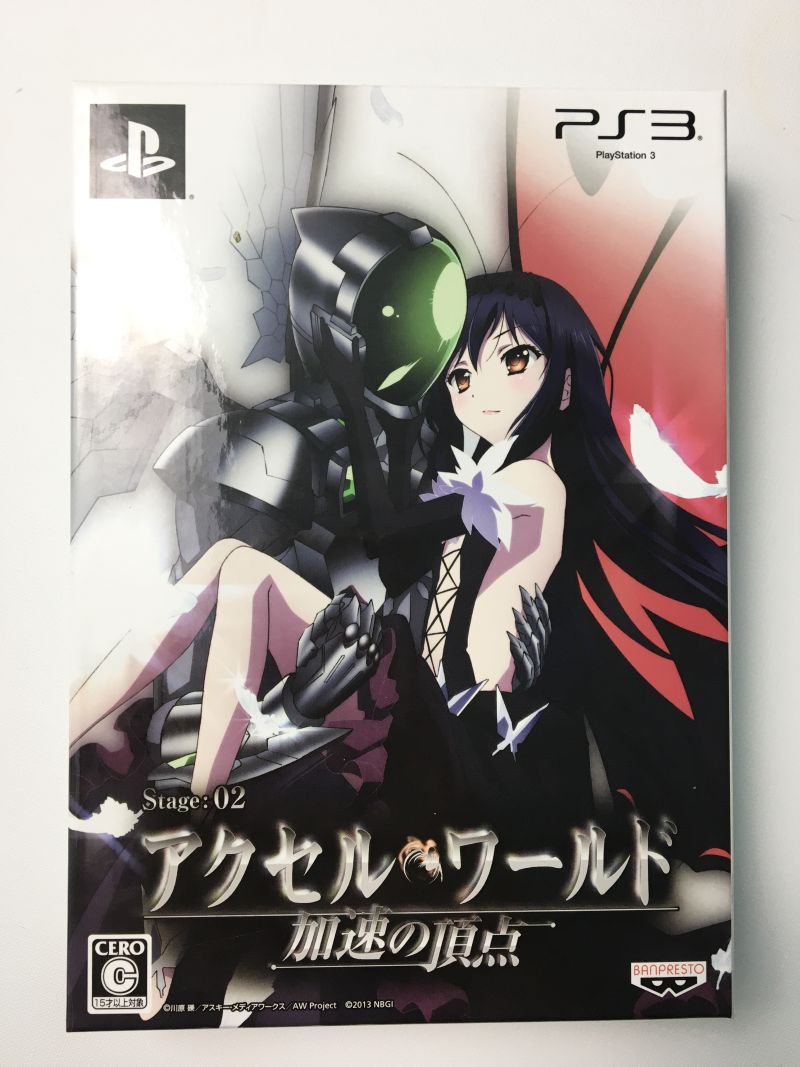 PS3®
PlayStation 3
®
Stage: 02
アクセル・ワールド
加速の頂点
CERO
C
15才以上対象
©川原 礫／アスキー・メディアワークス／AW Project ©2013 NBGI
BANPRESTO